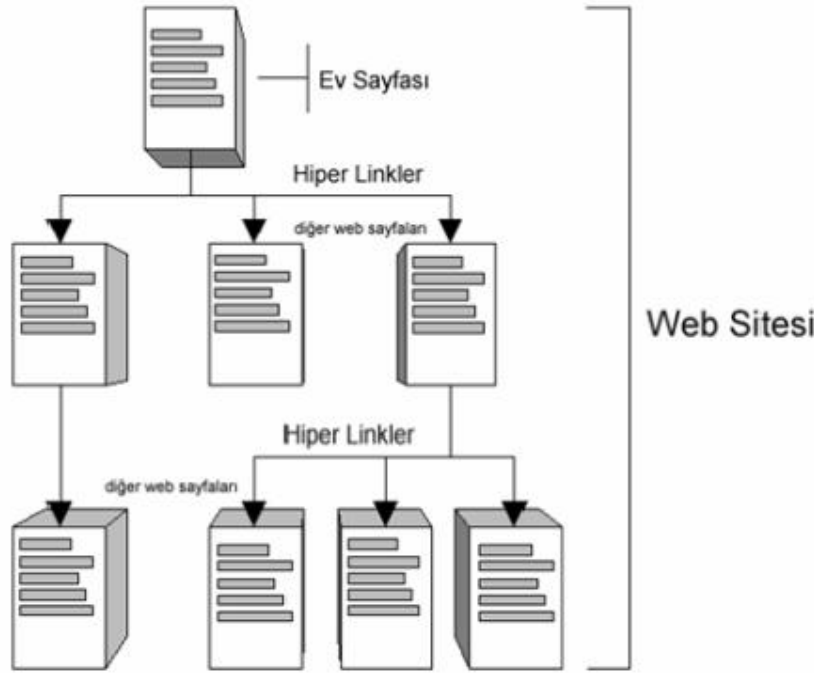 Ev Sayfası
Hiper Linkler
diğer web sayfaları
Web Sitesi
Hiper Linkler
diğer web sayfaları